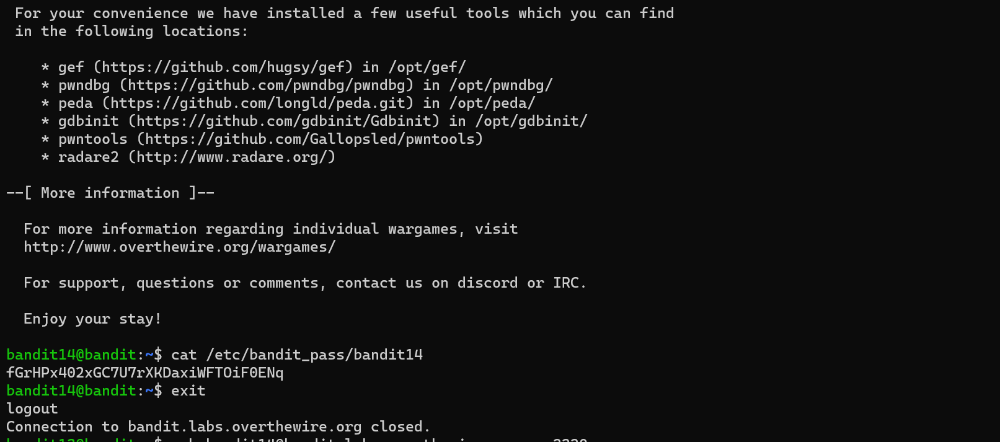 For your convenience we have installed a few useful tools which you can find
in the following locations:
* gef (https://github.com/hugsy/gef) in /opt/gef/
* pwndbg (https://github.com/pwndbg/pwndbg) in /opt/pwndbg/
* peda (https://github.com/longld/peda.git) in /opt/peda/
* gdbinit (https://github.com/gdbinit/Gdbinit) in /opt/gdbinit/
* pwntools (https://github.com/Gallopsled/pwntools)
* radare2 (http://www.radare.org/)
--[ More information ]--
For more information regarding individual wargames, visit
http://www.overthewire.org/wargames/
For support, questions or comments, contact us on discord or IRC.
Enjoy your stay!
bandit14@bandit:~$ cat /etc/bandit_pass/bandit14
fGrHPx402xGC7U7rXKDaxiWFTOiF0ENq
bandit14@bandit:~$ exit
logout
Connection to bandit.labs.overthewire.org closed.